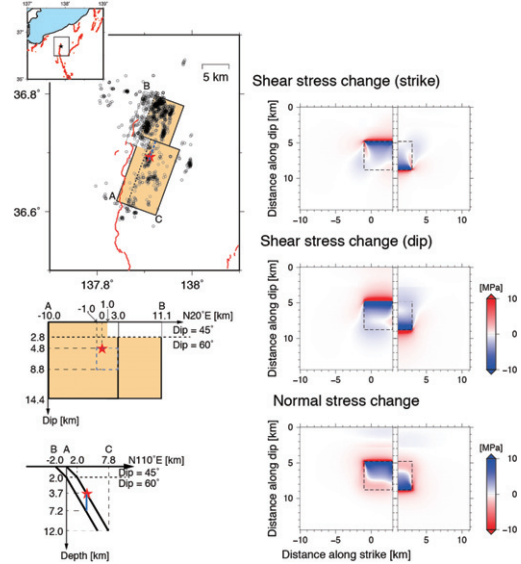 137° 138° 139°
37°
36°
B
5 km
36.8
A
36.6
C
137.8 138°
A 1.0 B N20°E [km]
-10.0 -1.0 0 3.0 11.1
Dip = 45°
2.8
Dip = 60°
4.8
8.8
14.4
Dip [km]
B A C N110°E [km]
-2.0 2.0 7.8
Dip = 45°
2.0
Dip = 60°
3.7
7.2
12.0
Depth [km]
Shear stress change (strike)
Distance along dip [km]
0
5
10
-10 -5 0 5 10
Shear stress change (dip)
Distance along dip [km]
0
5
10
-10 -5 0 5 10
[MPa]
10
0
-10
Normal stress change
Distance along dip [km]
0
5
10
-10 -5 0 5 10
Distance along strike [km]
[MPa]
10
0
-10